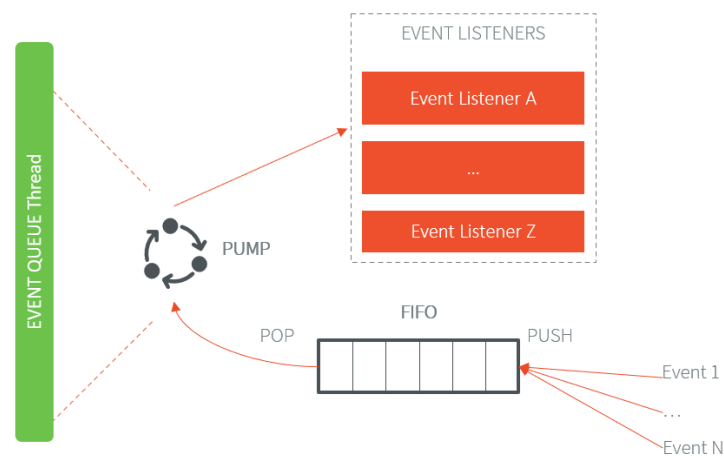 EVENT LISTENERS
Event Listener A
...
Event Listener Z
EVENT QUEUE Thread
PUMP
FIFO
POP
PUSH
Event 1
...
Event N